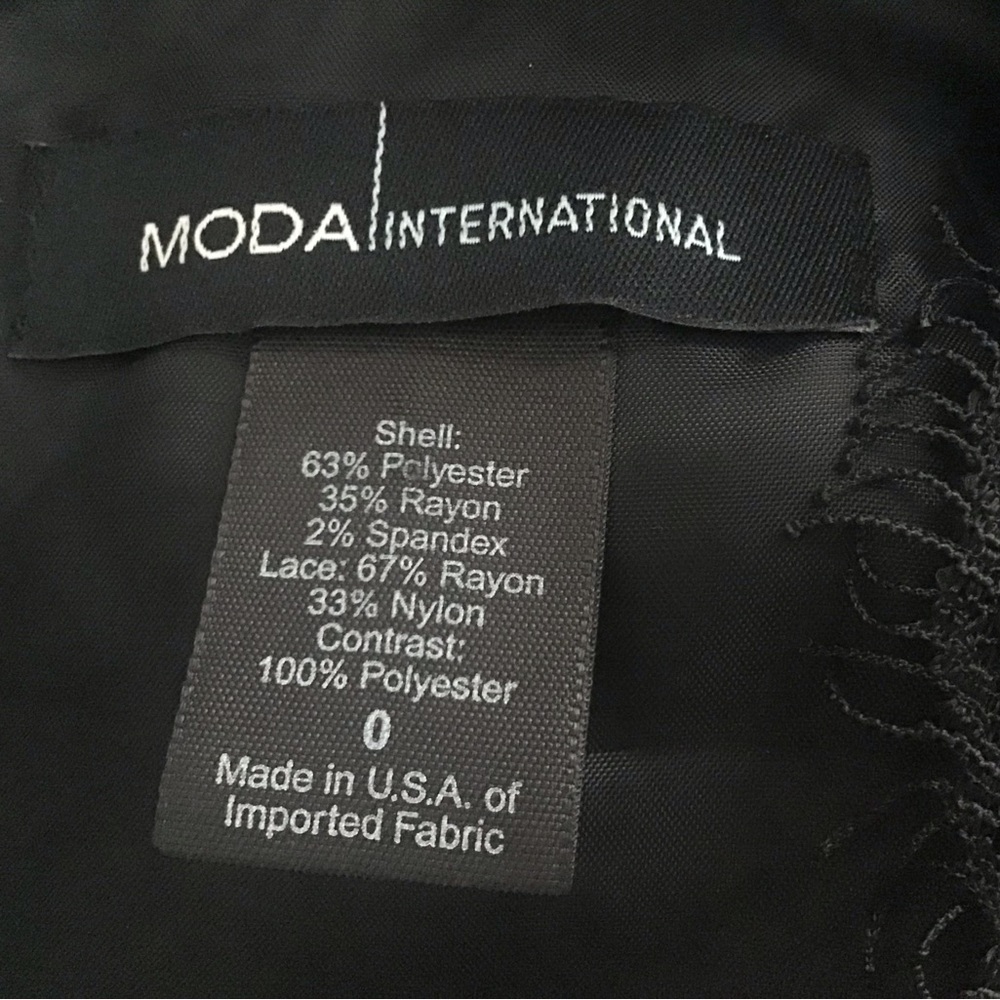 MODA INTERNATIONAL
Shell:
63% Polyester
35% Rayon
2% Spandex
Lace: 67% Rayon
33% Nylon
Contrast:
100% Polyester
0
Made in U.S.A. of
Imported Fabric